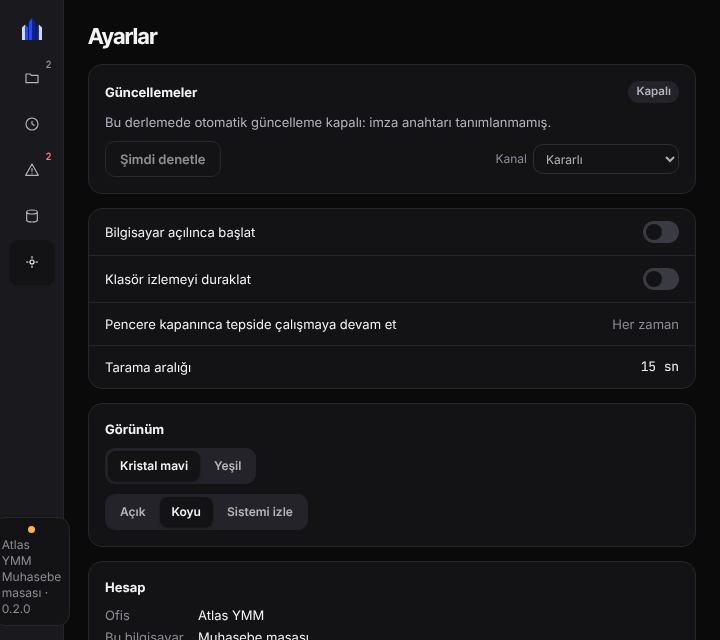 Ayarlar
2
2
Güncellemeler
Kapalı
Bu derlemede otomatik güncelleme kapalı: imza anahtarı tanımlanmamış.
Şimdi denetle
Kanal
Kararlı
Bilgisayar açılınca başlat
Klasör izlemeyi duraklat
Pencere kapanınca tepside çalışmaya devam et
Her zaman
Tarama aralığı
15 sn
Görünüm
Kristal mavi
Yeşil
Açık
Koyu
Sistemi izle
Atlas
YMM
Muhasebe
masası ·
0.2.0
Hesap
Ofis
Atlas YMM
Bu bilgisayar
Muhasebe masası